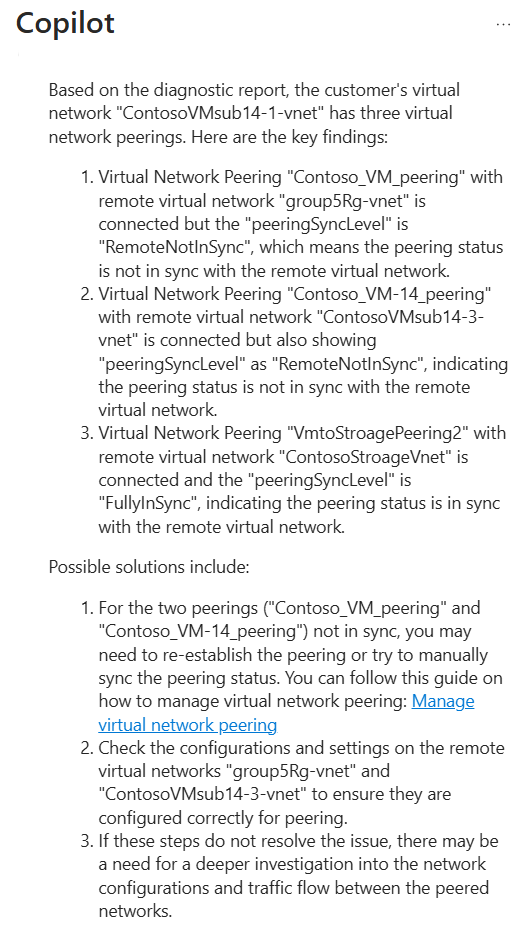 Copilot
...
Based on the diagnostic report, the customer's virtual
network "ContosoVMsub14-1-vnet" has three virtual
network peerings. Here are the key findings:
1. Virtual Network Peering "Contoso_VM_peering" with
remote virtual network "group5Rg-vnet" is
connected but the "peeringSyncLevel" is
"RemoteNotInSync", which means the peering status
is not in sync with the remote virtual network.
2. Virtual Network Peering "Contoso_VM-14_peering"
with remote virtual network "ContosoVMsub14-3-
vnet" is connected but also showing
"peeringSyncLevel" as "RemoteNotInSync", indicating
the peering status is not in sync with the remote
virtual network.
3. Virtual Network Peering "VmtoStroagePeering2" with
remote virtual network "ContosoStroageVnet" is
connected and the "peeringSyncLevel" is
"FullyInSync", indicating the peering status is in sync
with the remote virtual network.
Possible solutions include:
1. For the two peerings ("Contoso_VM_peering" and
"Contoso_VM-14_peering") not in sync, you may
need to re-establish the peering or try to manually
sync the peering status. You can follow this guide on
how to manage virtual network peering: Manage
virtual network peering
2. Check the configurations and settings on the remote
virtual networks "group5Rg-vnet" and
"ContosoVMsub14-3-vnet" to ensure they are
configured correctly for peering.
3. If these steps do not resolve the issue, there may be
a need for a deeper investigation into the network
configurations and traffic flow between the peered
networks.